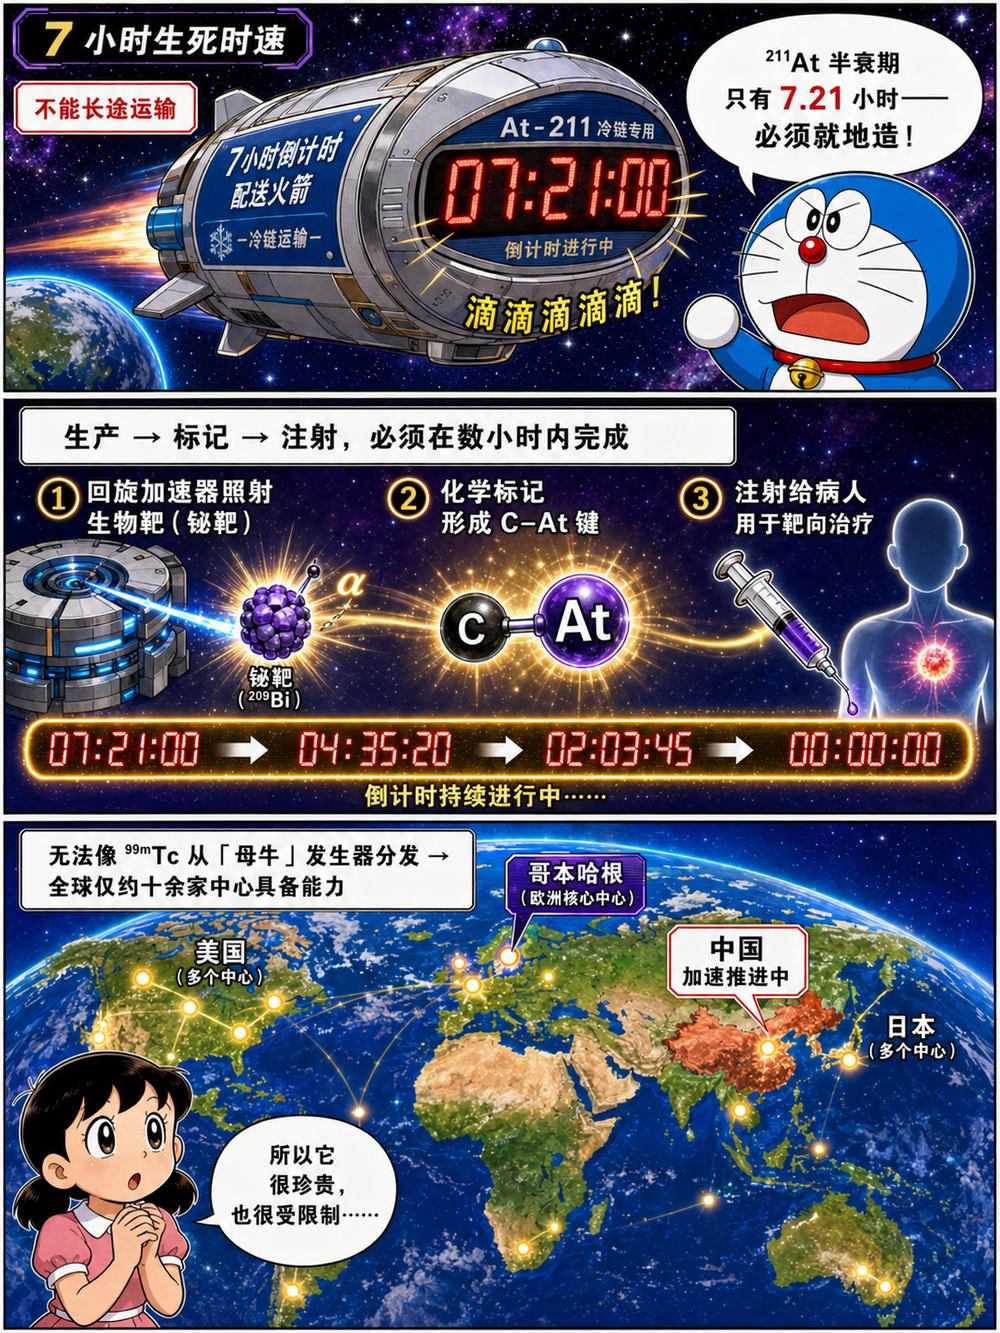 7 小时生死时速
不能长途运输
7小时倒计时
配送火箭
冷链运输
At-211 冷链专用
07:21:00
倒计时进行中
滴滴滴滴滴！
²¹¹At 半衰期
只有 7.21 小时——
必须就地造！
生产 → 标记 → 注射，必须在数小时内完成
1 回旋加速器照射
生物靶（铋靶）
α
铋靶
(²⁰⁹Bi)
2 化学标记
形成 C-At 键
C At
3 注射给病人
用于靶向治疗
07:21:00 → 04:35:20 → 02:03:45 → 00:00:00
倒计时持续进行中……
无法像 ⁹⁹ᵐTc 从「母牛」发生器分发 →
全球仅约十余家中心具备能力
哥本哈根
(欧洲核心中心)
美国
(多个中心)
中国
加速推进中
日本
(多个中心)
所以它
很珍贵，
也很受限制……